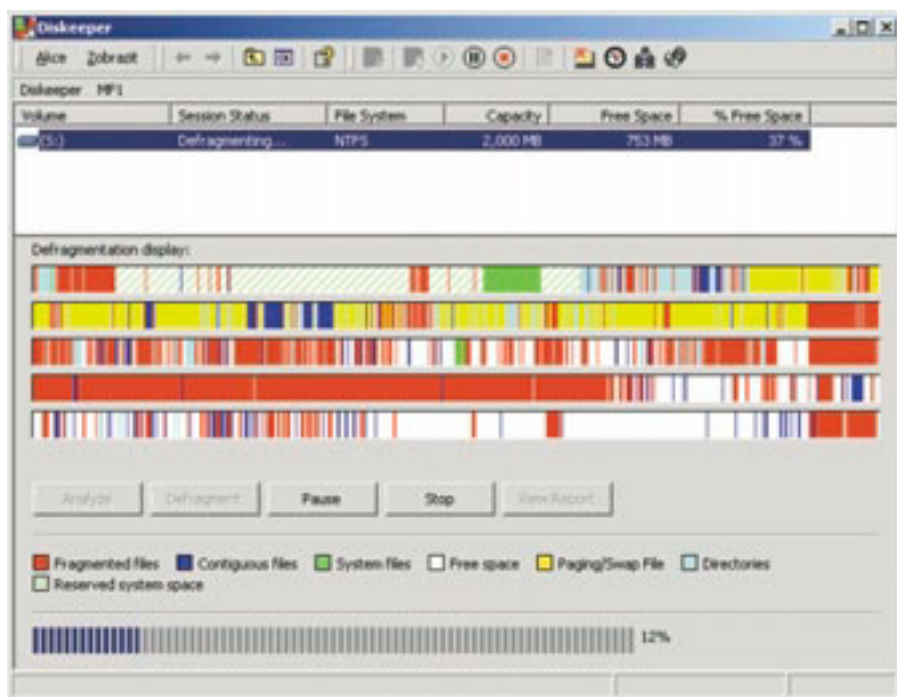 Diskeeper
Akce Zobrazit
Diskeeper MF1
Volume Session Status File System Capacity Free Space % Free Space
(S:) Defragmenting... NTFS 2,000 MB 753 MB 37 %
Defragmentation display:
Analyze Defragment Pause Stop View Report
Fragmented files Contiguous files System files Free space Paging/Swap File Directories
Reserved system space
12%